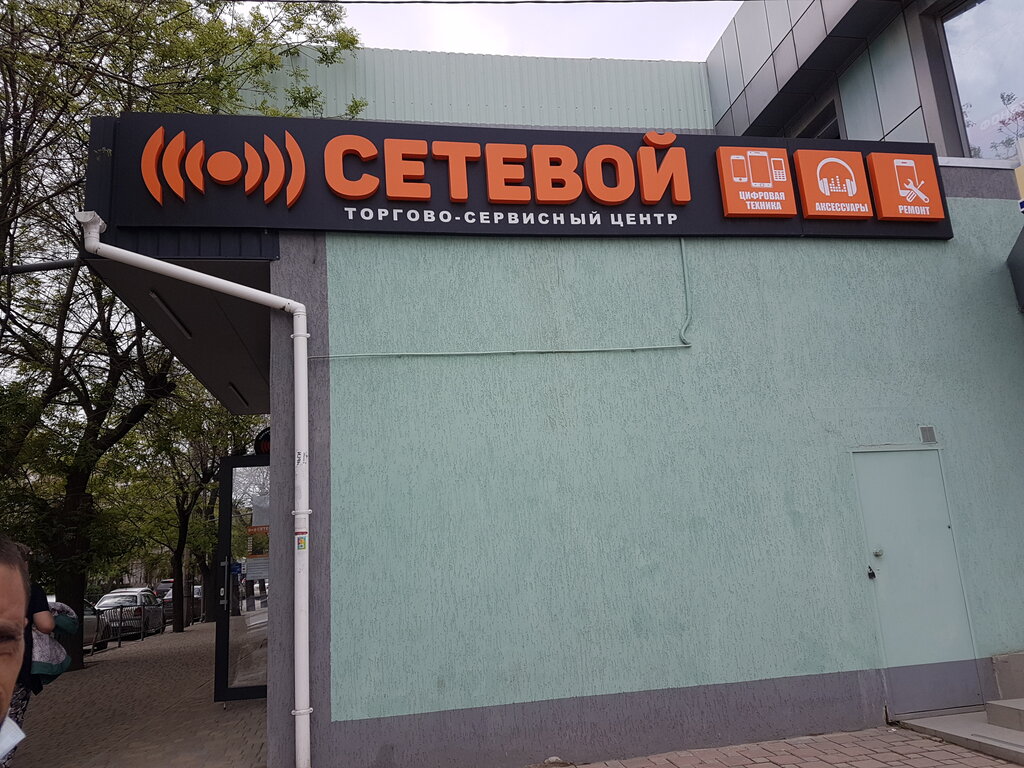 СЕТЕВОЙ
ТОРГОВО-СЕРВИСНЫЙ ЦЕНТР
ЦИФРОВАЯ
ТЕХНИКА
АКСЕССУАРЫ
РЕМОНТ